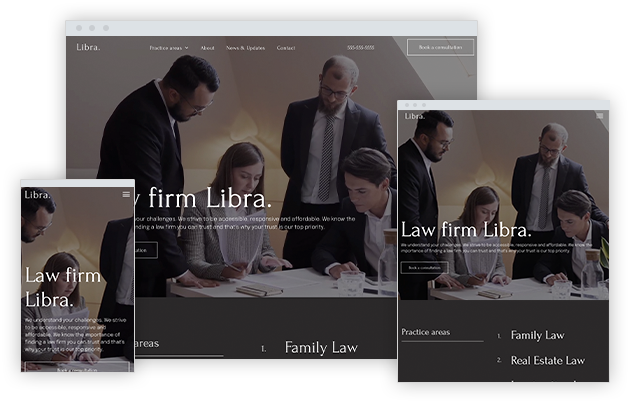 Libra.
Practice areas
About
News & Updates
Contact
Book a consultation
firm Libra.
your challenges. We strive to be accessible, responsive and affordable. We know the
finding a law firm you can trust and that's why your trust is our top priority.
areas
1. Family Law
Libra.
Law firm
Libra.
We understand your challenges. We strive
to be accessible, responsive and
affordable. We know the importance of
finding a law firm you can trust and that's
why your trust is our top priority.
Book a consultation
Libra.
Law firm Libra.
We understand your challenges. We strive to be accessible, responsive and affordable. We know the
importance of finding a law firm you can trust and that's why your trust is our top priority.
Book a consultation
Practice areas
1. Family Law
2. Real Estate Law